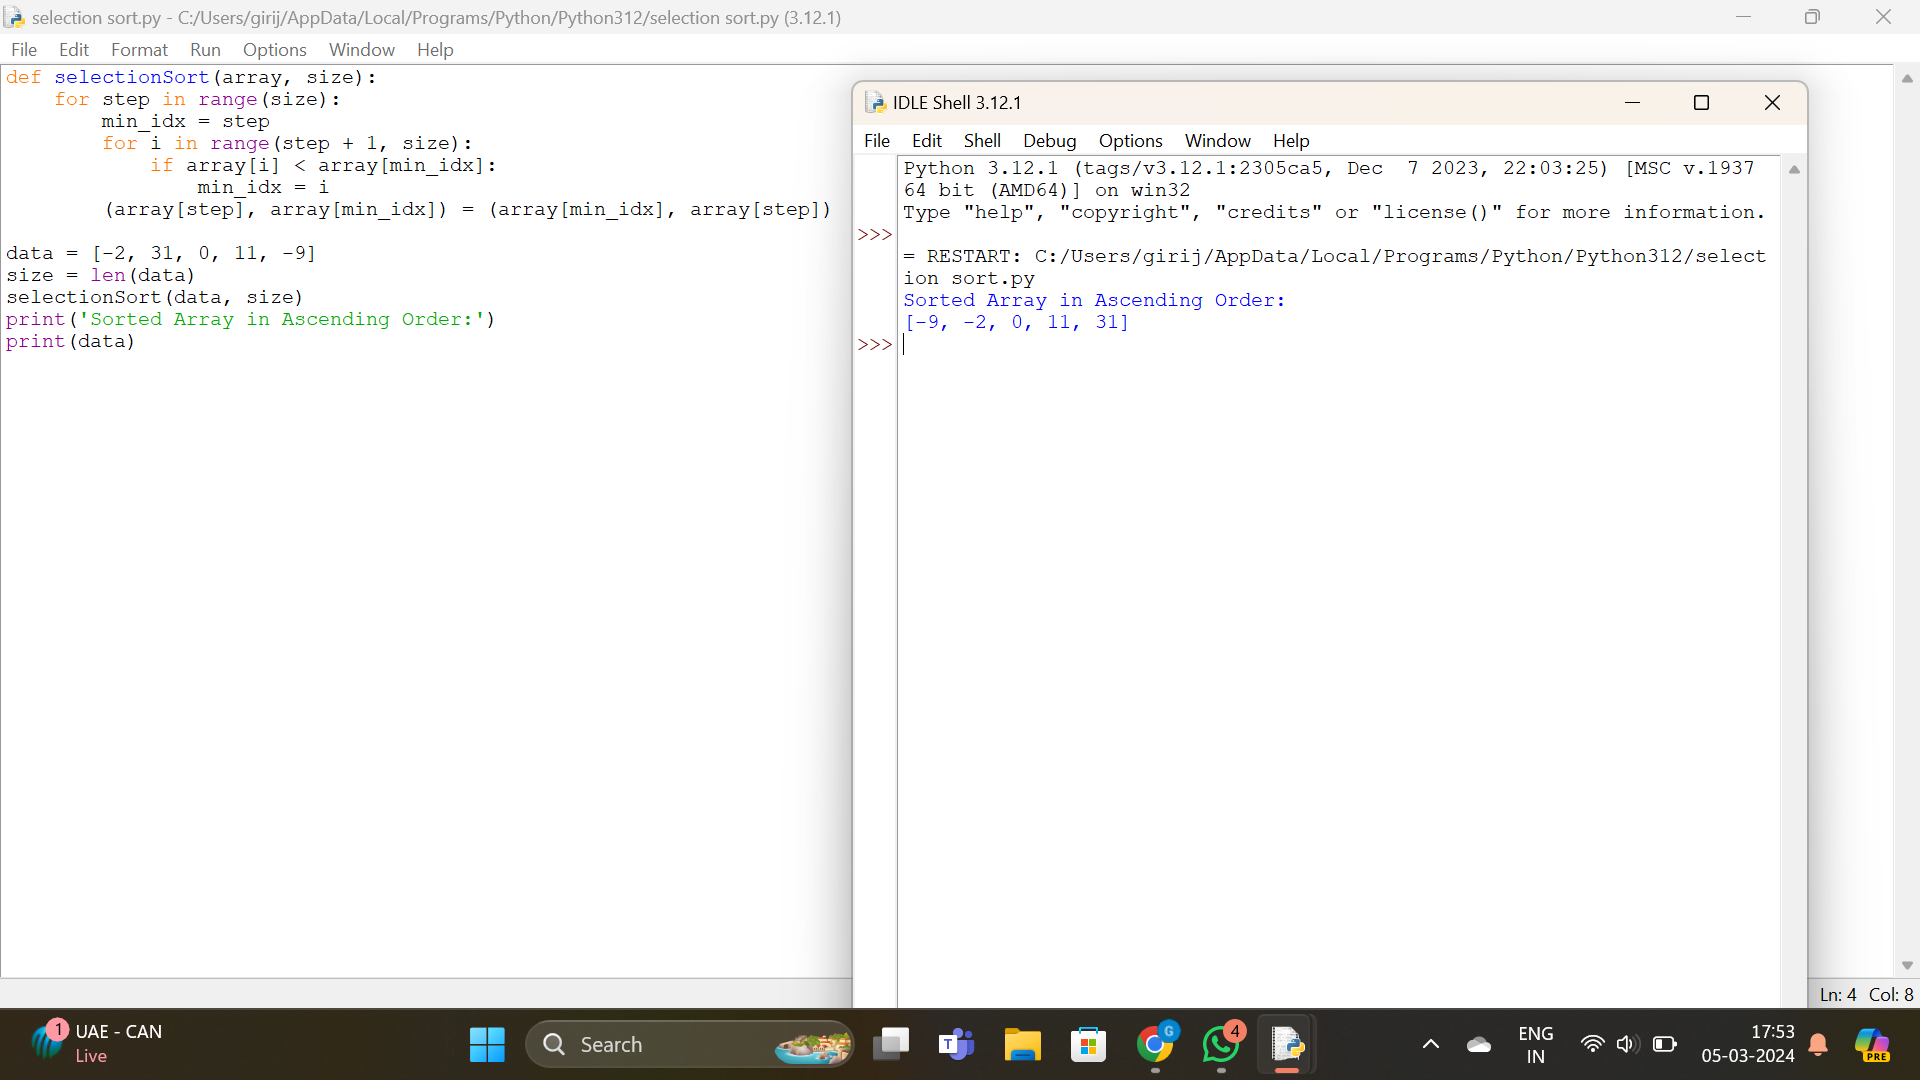 selection sort.py - C:/Users/girij/AppData/Local/Programs/Python/Python312/selection sort.py (3.12.1)
File Edit Format Run Options Window Help
def selectionSort(array, size):
    for step in range(size):
        min_idx = step
        for i in range(step + 1, size):
            if array[i] < array[min_idx]:
                min_idx = i
        (array[step], array[min_idx]) = (array[min_idx], array[step])
data = [-2, 31, 0, 11, -9]
size = len(data)
selectionSort(data, size)
print('Sorted Array in Ascending Order:')
print(data)
IDLE Shell 3.12.1
File Edit Shell Debug Options Window Help
Python 3.12.1 (tags/v3.12.1:2305ca5, Dec  7 2023, 22:03:25) [MSC v.1937
64 bit (AMD64)] on win32
Type "help", "copyright", "credits" or "license()" for more information.
>>>
= RESTART: C:/Users/girij/AppData/Local/Programs/Python/Python312/select
ion sort.py
Sorted Array in Ascending Order:
[-9, -2, 0, 11, 31]
>>>
Ln: 4 Col: 8
1 UAE - CAN
Live
Search
T
G
4
ENG
IN
17:53
05-03-2024
PRE